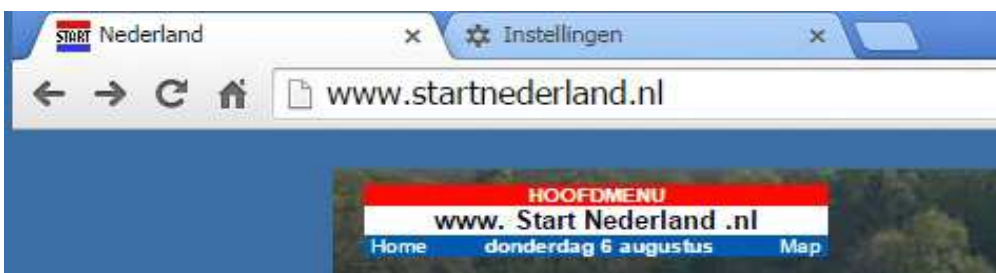 START Nederland Instellingen
www.startnederland.nl
HOOFDMENU
www. Start Nederland .nl
Home donderdag 6 augustus Map